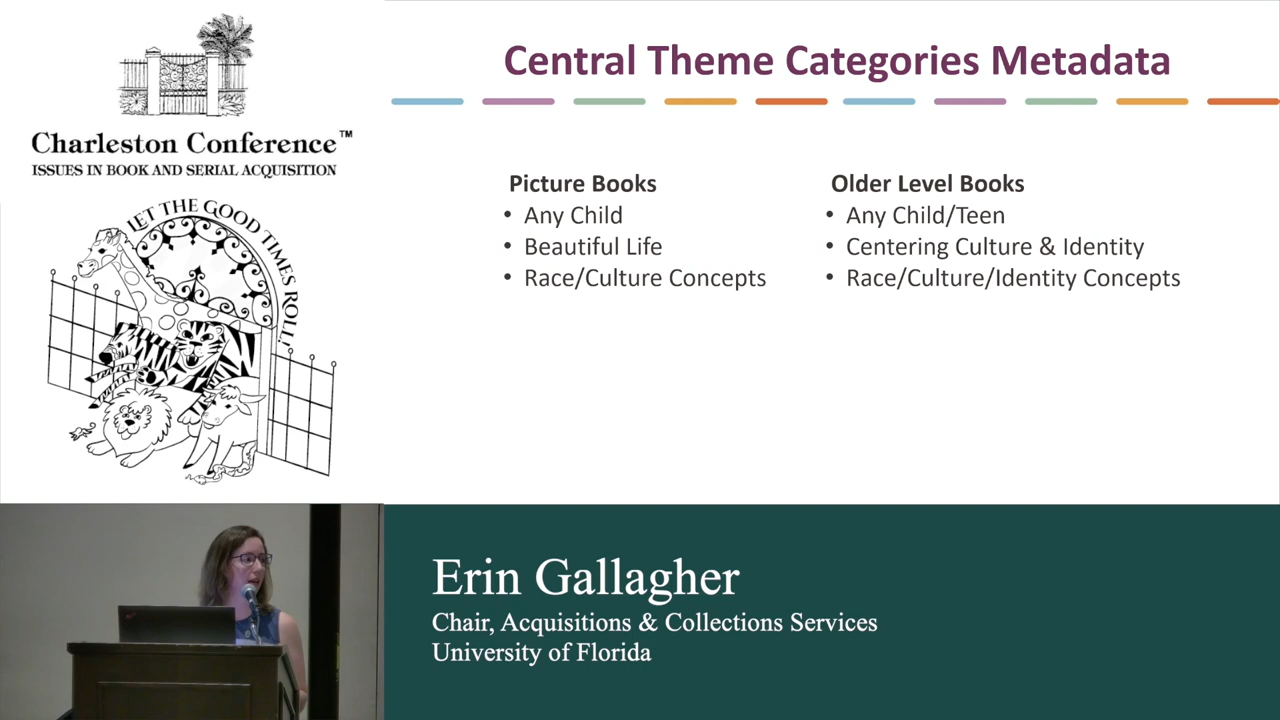 Charleston Conference™
ISSUES IN BOOK AND SERIAL ACQUISITION
LET THE GOOD TIMES ROLL!
Central Theme Categories Metadata
Picture Books
• Any Child
• Beautiful Life
• Race/Culture Concepts
Older Level Books
• Any Child/Teen
• Centering Culture & Identity
• Race/Culture/Identity Concepts
Erin Gallagher
Chair, Acquisitions & Collections Services
University of Florida